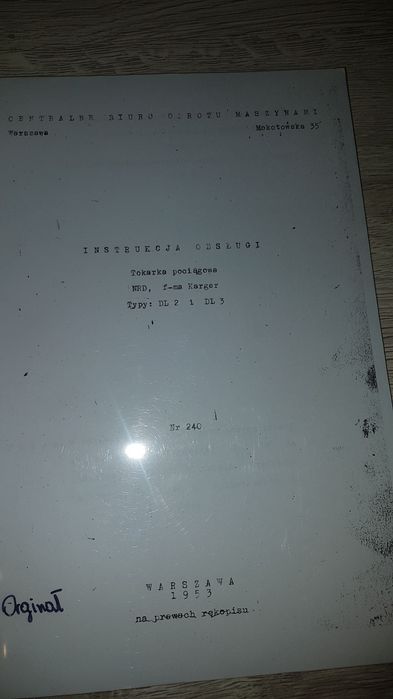 CENTRALNE BIURO OBROTU MASZYNAMI
Warszawa Mokotowska 35
INSTRUKCJA OBSŁUGI
Tokarka pociągowa
NRD, f-ma Karger
Typy: DL 2 i DL 3
Nr 240
WARSZAWA
1953
na prawach rękopisu
Orginał